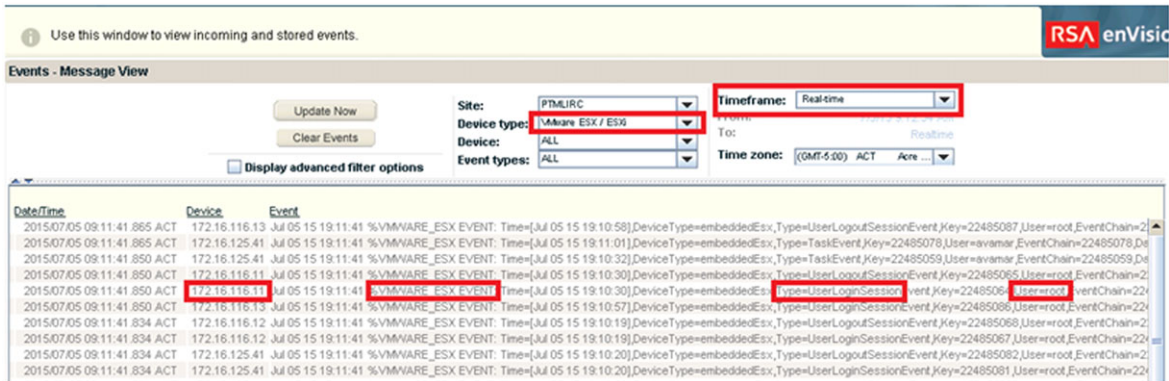 Use this window to view incoming and stored events.
RSA enVisio
Events - Message View
Update Now
Clear Events
Display advanced filter options
Site: PTMLIRC
Device type: VMware ESX / ESXi
Device: ALL
Event types: ALL
Timeframe: Real-time
From:
To: Realtime
Time zone: (GMT-5:00) ACT Acre ...
Date/Time Device Event
2015/07/05 09:11:41.865 ACT 172.16.116.13 Jul 05 15 19:11:41 %VMWARE_ESX EVENT: Time=[Jul 05 15 19:10:58],DeviceType=embeddedEsx,Type=UserLogoutSessionEvent,Key=22485087,User=root,EventChain=2
2015/07/05 09:11:41.865 ACT 172.16.125.41 Jul 05 15 19:11:41 %VMWARE_ESX EVENT: Time=[Jul 05 15 19:11:01],DeviceType=embeddedEsx,Type=TaskEvent,Key=22485078,User=avamar,EventChain=22485078,Da
2015/07/05 09:11:41.850 ACT 172.16.125.41 Jul 05 15 19:11:41 %VMWARE_ESX EVENT: Time=[Jul 05 15 19:10:32],DeviceType=embeddedEsx,Type=TaskEvent,Key=22485059,User=avamar,EventChain=22485059,Da
2015/07/05 09:11:41.850 ACT 172.16.116.11 Jul 05 15 19:11:41 %VMWARE_ESX EVENT: Time=[Jul 05 15 19:10:30],DeviceType=embeddedEsx,Type=UserLogoutSessionEvent,Key=22485065,User=root,EventChain=22
2015/07/05 09:11:41.850 ACT 172.16.116.11 Jul 05 15 19:11:41 %VMWARE_ESX EVENT: Time=[Jul 05 15 19:10:30],DeviceType=embeddedEsx,Type=UserLoginSessionEvent,Key=22485064,User=root,EventChain=224
2015/07/05 09:11:41.850 ACT 172.16.116.13 Jul 05 15 19:11:41 %VMWARE_ESX EVENT: Time=[Jul 05 15 19:10:57],DeviceType=embeddedEsx,Type=UserLoginSessionEvent,Key=22485086,User=root,EventChain=224
2015/07/05 09:11:41.834 ACT 172.16.116.12 Jul 05 15 19:11:41 %VMWARE_ESX EVENT: Time=[Jul 05 15 19:10:19],DeviceType=embeddedEsx,Type=UserLogoutSessionEvent,Key=22485068,User=root,EventChain=22
2015/07/05 09:11:41.834 ACT 172.16.116.12 Jul 05 15 19:11:41 %VMWARE_ESX EVENT: Time=[Jul 05 15 19:10:19],DeviceType=embeddedEsx,Type=UserLoginSessionEvent,Key=22485067,User=root,EventChain=224
2015/07/05 09:11:41.834 ACT 172.16.125.41 Jul 05 15 19:11:41 %VMWARE_ESX EVENT: Time=[Jul 05 15 19:10:20],DeviceType=embeddedEsx,Type=UserLogoutSessionEvent,Key=22485082,User=root,EventChain=22
2015/07/05 09:11:41.834 ACT 172.16.125.41 Jul 05 15 19:11:41 %VMWARE_ESX EVENT: Time=[Jul 05 15 19:10:20],DeviceType=embeddedEsx,Type=UserLoginSessionEvent,Key=22485081,User=root,EventChain=224